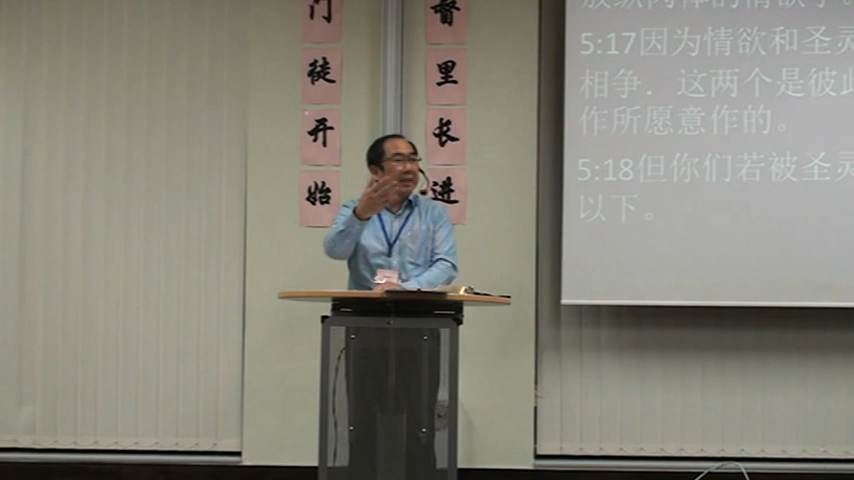 门徒开始
督里长进
5:17因为情欲和圣灵
相争．这两个是彼此
作所愿意作的。
5:18但你们若被圣灵
以下。